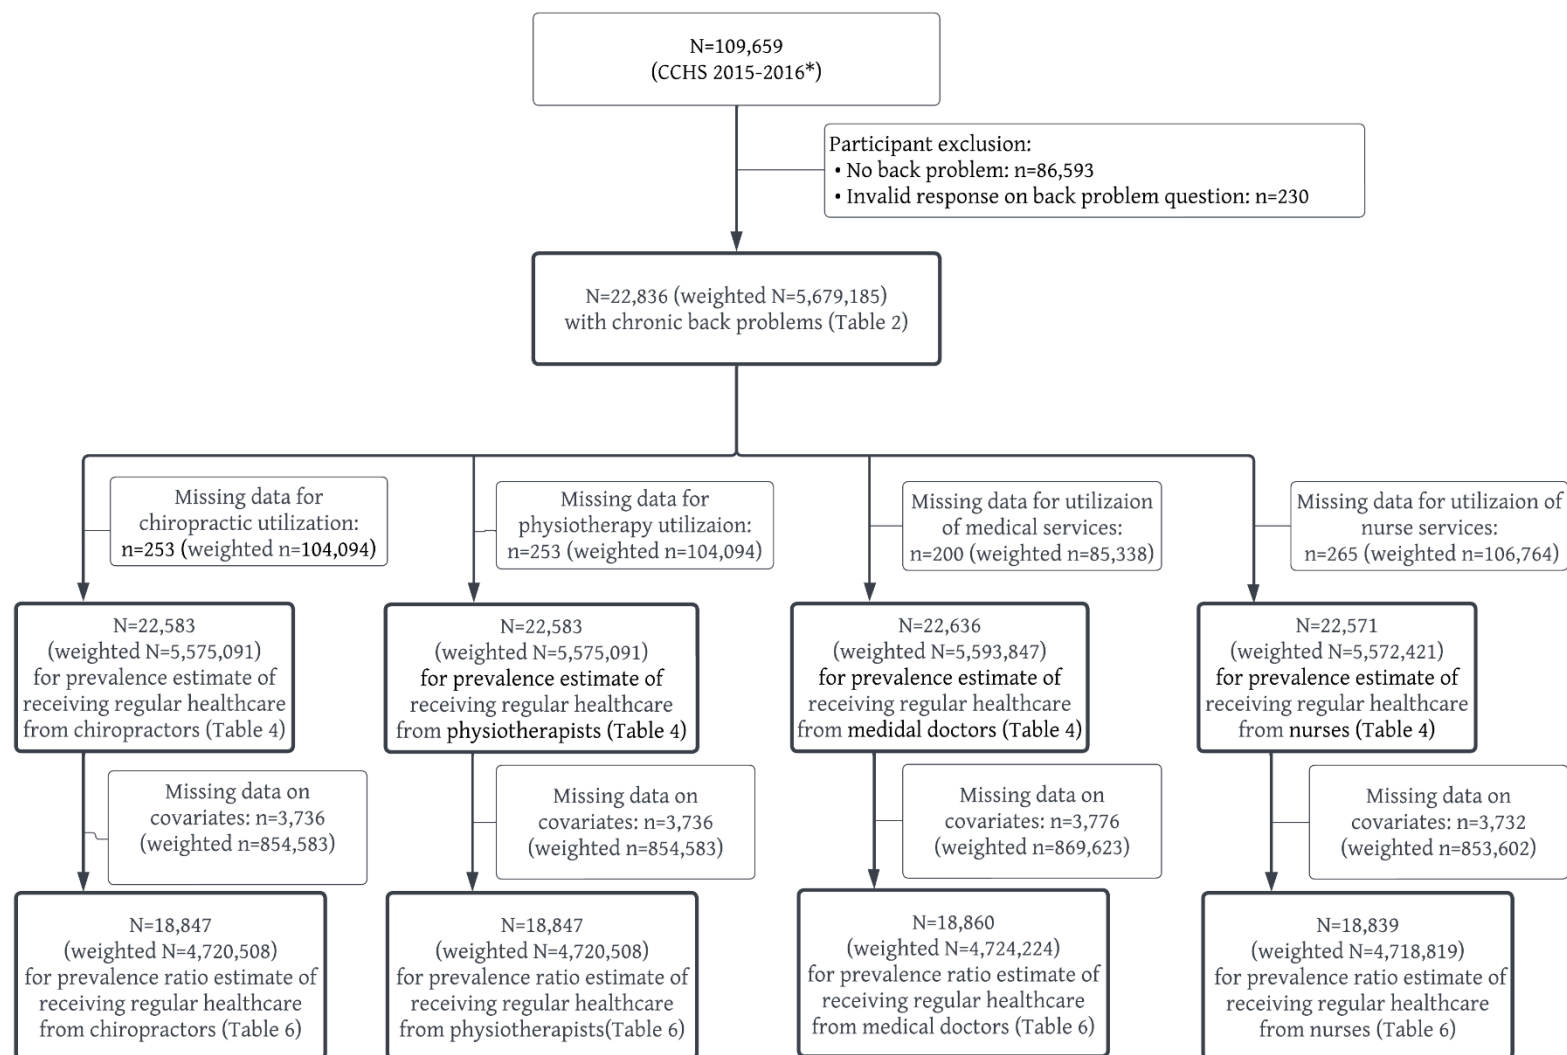 N=109,659
(CCHS 2015-2016*)
Participant exclusion:
• No back problem: n=86,593
• Invalid response on back problem question: n=230
N=22,836 (weighted N=5,679,185)
with chronic back problems (Table 2)
Missing data for
chiropractic utilization:
n=253 (weighted n=104,094)
Missing data for
physiotherapy utilizaion:
n=253 (weighted n=104,094)
Missing data for utilizaion
of medical services:
n=200 (weighted n=85,338)
Missing data for utilizaion of
nurse services:
n=265 (weighted n=106,764)
N=22,583
(weighted N=5,575,091)
for prevalence estimate of
receiving regular healthcare
from chiropractors (Table 4)
N=22,583
(weighted N=5,575,091)
for prevalence estimate of
receiving regular healthcare
from physiotherapists (Table 4)
N=22,636
(weighted N=5,593,847)
for prevalence estimate of
receiving regular healthcare
from medidal doctors (Table 4)
N=22,571
(weighted N=5,572,421)
for prevalence estimate of
receiving regular healthcare
from nurses (Table 4)
Missing data on
covariates: n=3,736
(weighted n=854,583)
Missing data on
covariates: n=3,736
(weighted n=854,583)
Missing data on
covariates: n=3,776
(weighted n=869,623)
Missing data on
covariates: n=3,732
(weighted n=853,602)
N=18,847
(weighted N=4,720,508)
for prevalence ratio estimate of
receiving regular healthcare
from chiropractors (Table 6)
N=18,847
(weighted N=4,720,508)
for prevalence ratio estimate of
receiving regular healthcare
from physiotherapists(Table 6)
N=18,860
(weighted N=4,724,224)
for prevalence ratio estimate of
receiving regular healthcare
from medical doctors (Table 6)
N=18,839
(weighted N=4,718,819)
for prevalence ratio estimate of
receiving regular healthcare
from nurses (Table 6)